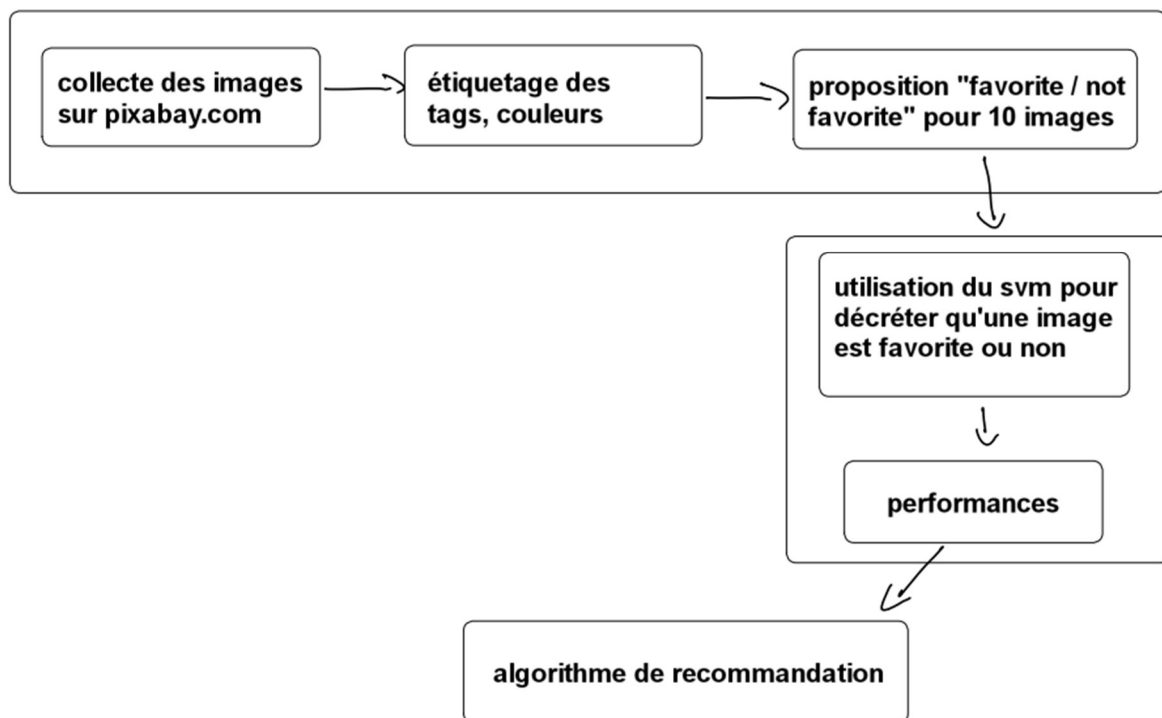 collecte des images
sur pixabay.com
étiquetage des
tags, couleurs
proposition "favorite / not
favorite" pour 10 images
utilisation du svm pour
décréter qu'une image
est favorite ou non
performances
algorithme de recommandation